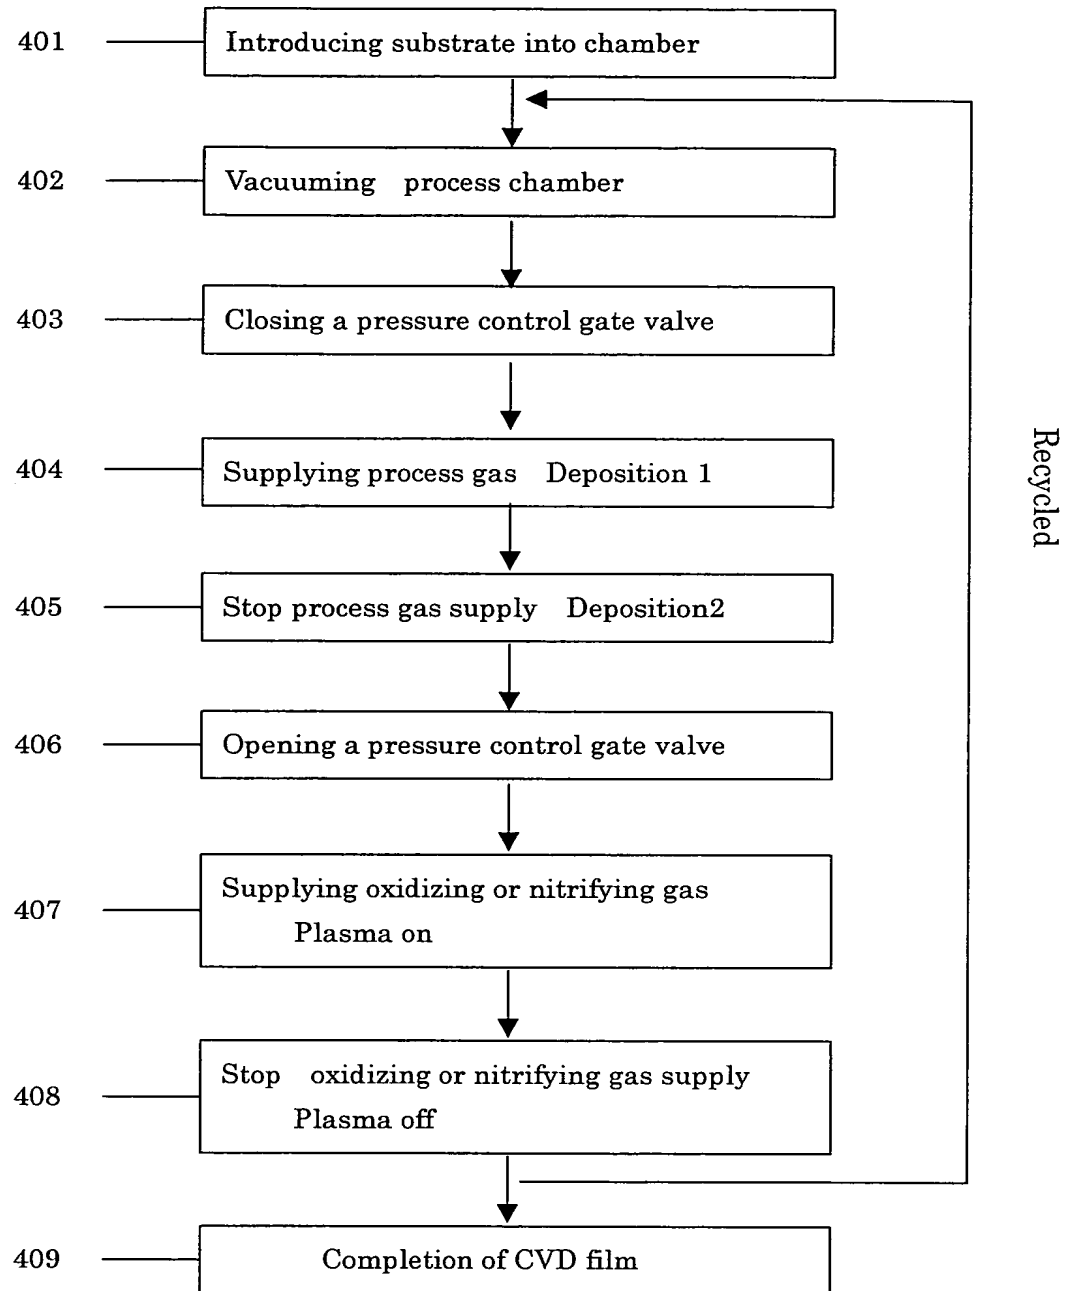 401 Introducing substrate into chamber
402 Vacuuming process chamber
403 Closing a pressure control gate valve
404 Supplying process gas Deposition 1
405 Stop process gas supply Deposition2
406 Opening a pressure control gate valve
407 Supplying oxidizing or nitrifying gas
Plasma on
408 Stop oxidizing or nitrifying gas supply
Plasma off
409 Completion of CVD film
Recycled